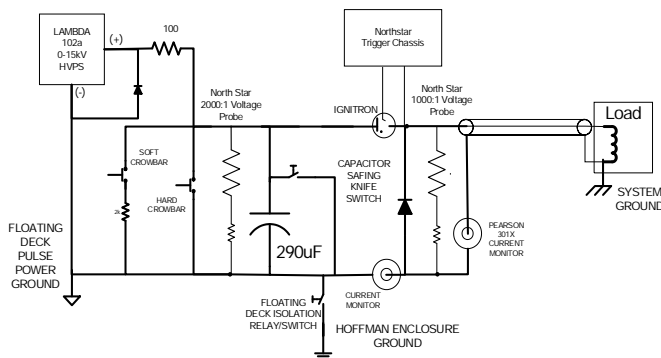 LAMBDA
102a
0-15kV
HVPS
(+)
(-)
100
Northstar
Trigger Chassis
North Star
2000:1 Voltage
Probe
IGNITRON
North Star
1000:1 Voltage
Probe
Load
SOFT
CROWBAR
2k
HARD
CROWBAR
CAPACITOR
SAFING
KNIFE
SWITCH
SYSTEM
GROUND
FLOATING
DECK
PULSE
POWER
GROUND
290uF
PEARSON
301X
CURRENT
MONITOR
FLOATING
DECK ISOLATION
RELAY/SWITCH
CURRENT
MONITOR
HOFFMAN ENCLOSURE
GROUND